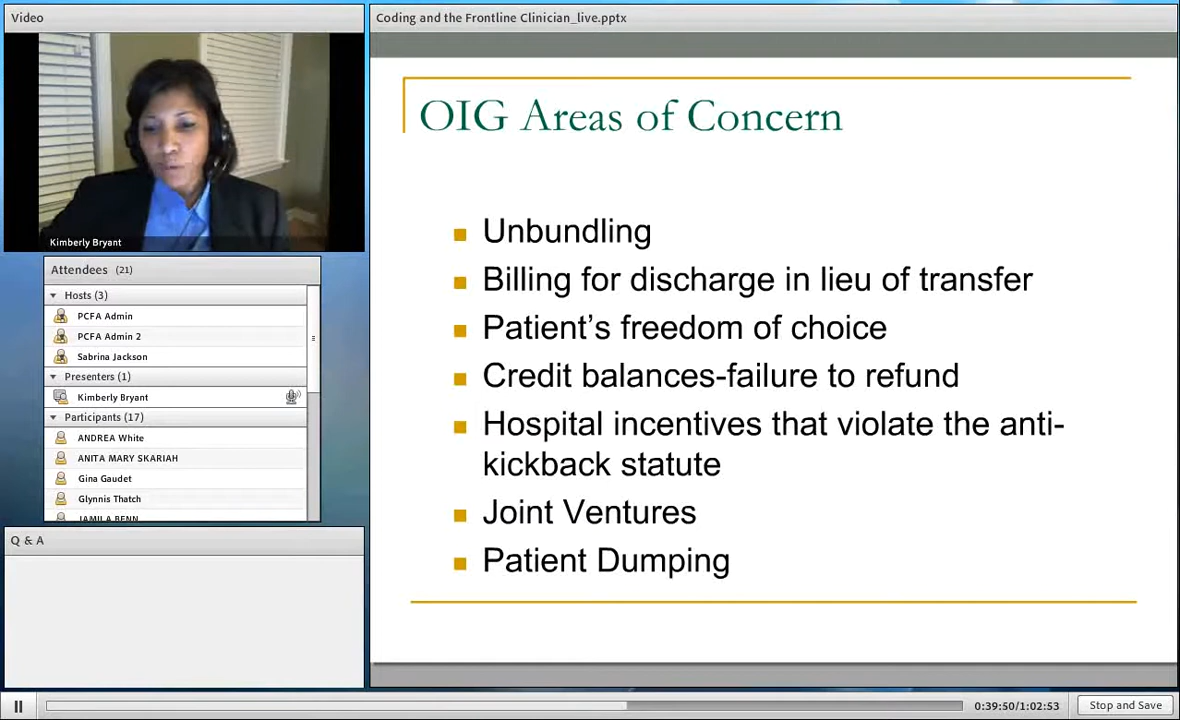 Video
Kimberly Bryant
Attendees (21)
Hosts (3)
PCFA Admin
PCFA Admin 2
Sabrina Jackson
Presenters (1)
Kimberly Bryant
Participants (17)
ANDREA White
ANITA MARY SKARIAH
Gina Gaudet
Glynnis Thatch
JAMILA BENN
Q & A
Coding and the Frontline Clinician_live.pptx
OIG Areas of Concern
Unbundling
Billing for discharge in lieu of transfer
Patient's freedom of choice
Credit balances-failure to refund
Hospital incentives that violate the anti-
kickback statute
Joint Ventures
Patient Dumping
0:39:50/1:02:53
Stop and Save